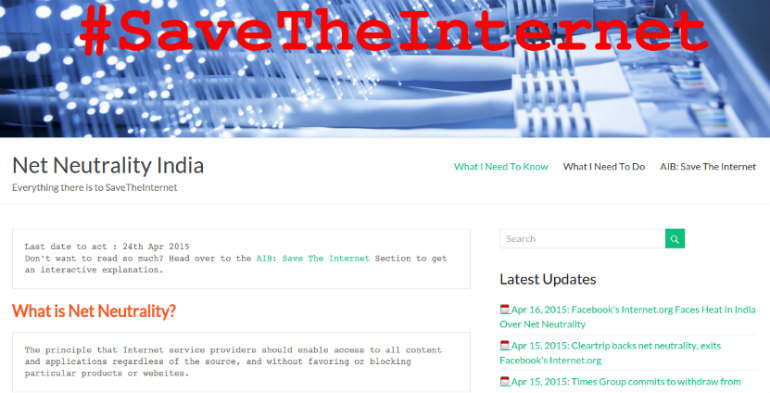 #SaveTheInternet
Net Neutrality India
Everything there is to SaveTheInternet
What I Need To Know
What I Need To Do
AIB: Save The Internet
Last date to act : 24th Apr 2015
Don't want to read so much? Head over to the AIB: Save The Internet Section to get
an interactive explanation.
What is Net Neutrality?
The principle that Internet service providers should enable access to all content
and applications regardless of the source, and without favoring or blocking
particular products or websites.
Search
Latest Updates
Apr 16, 2015: Facebook's Internet.org Faces Heat In India
Over Net Neutrality
Apr 15, 2015: Cleartrip backs net neutrality, exits
Facebook's Internet.org
Apr 15, 2015: Times Group commits to withdraw from